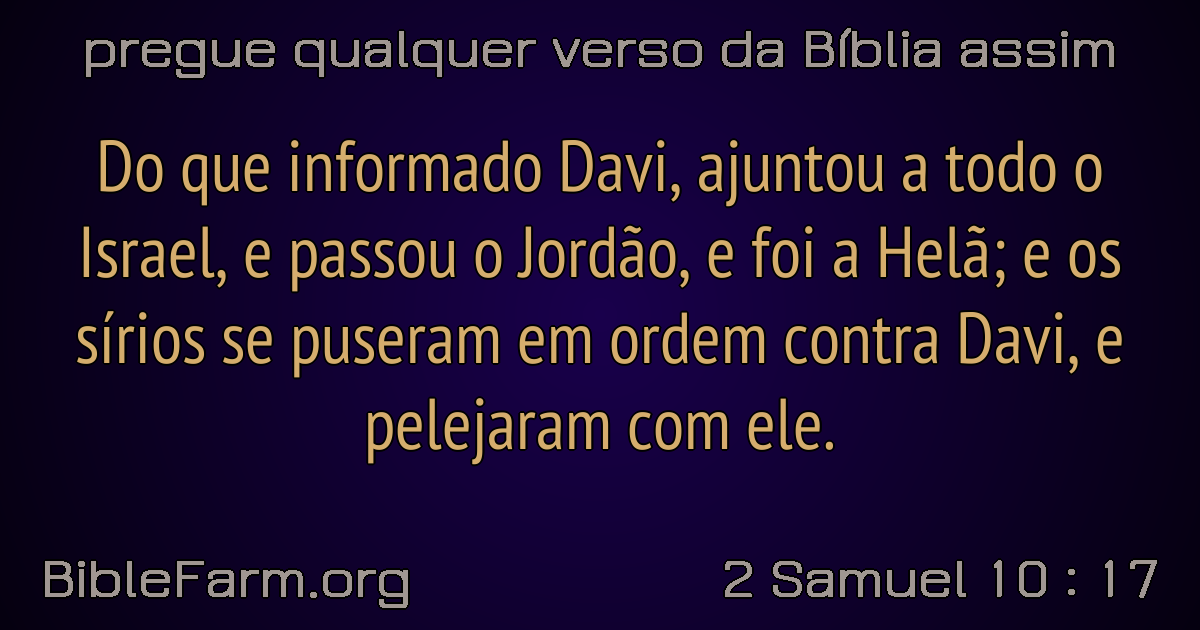 pregue qualquer verso da Bíblia assim
Do que informado Davi, ajuntou a todo o
Israel, e passou o Jordão, e foi a Helã; e os
sírios se puseram em ordem contra Davi, e
pelejaram com ele.
BibleFarm.org
2 Samuel 10 : 17